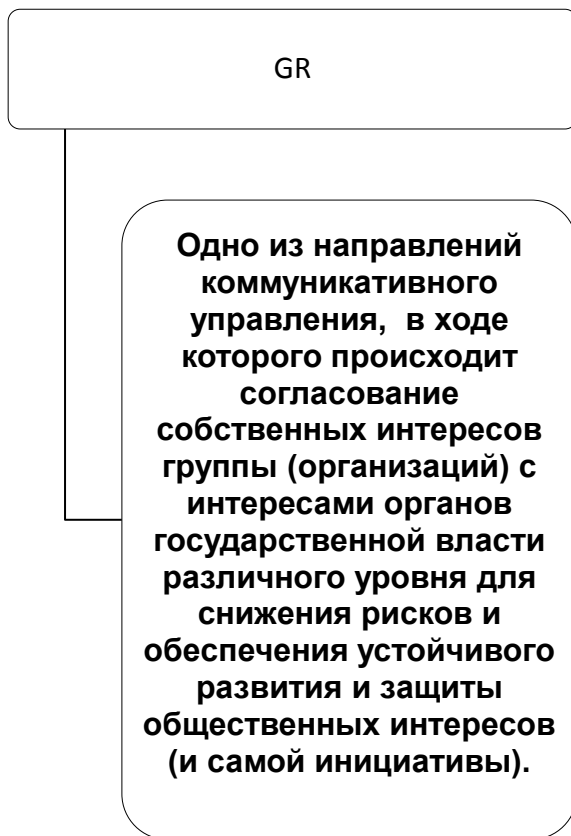 GR
Одно из направлений
коммуникативного
управления,  в ходе
которого происходит
согласование
собственных интересов
группы (организаций) с
интересами органов
государственной власти
различного уровня для
снижения рисков и
обеспечения устойчивого
развития и защиты
общественных интересов
(и самой инициативы).